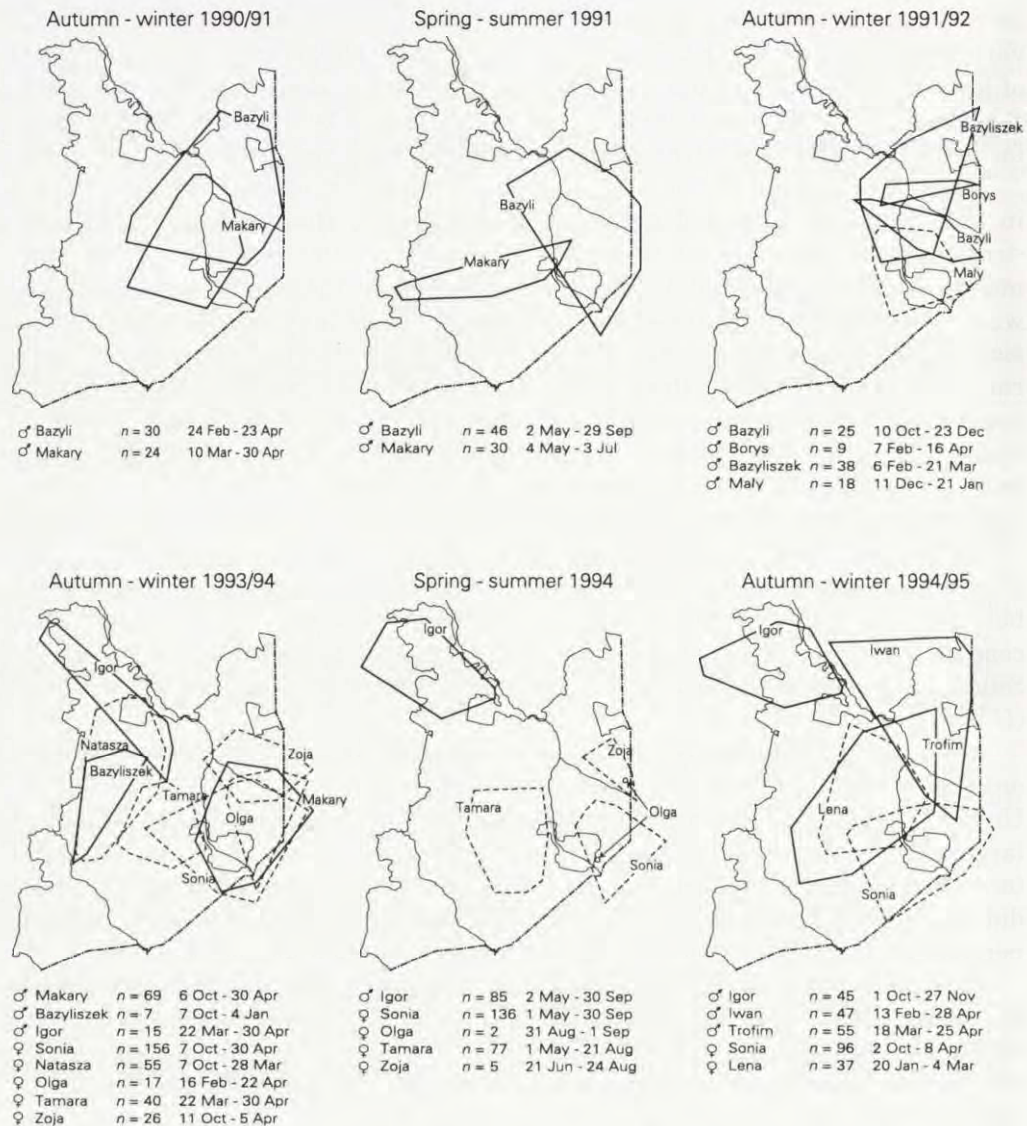 Autumn - winter 1990/91
Bazyli
Makary
♂ Bazyli n = 30 24 Feb - 23 Apr
♂ Makary n = 24 10 Mar - 30 Apr
Spring - summer 1991
Bazyli
Makary
♂ Bazyli n = 46 2 May - 29 Sep
♂ Makary n = 30 4 May - 3 Jul
Autumn - winter 1991/92
Bazyliszek
Borys
Bazyli
Mały
♂ Bazyli n = 25 10 Oct - 23 Dec
♂ Borys n = 9 7 Feb - 16 Apr
♂ Bazyliszek n = 38 6 Feb - 21 Mar
♂ Mały n = 18 11 Dec - 21 Jan
Autumn - winter 1993/94
Igor
Natasza
Bazyliszek
Zoja
Tamara
Makary
Olga
Sonia
♂ Makary n = 69 6 Oct - 30 Apr
♂ Bazyliszek n = 7 7 Oct - 4 Jan
♂ Igor n = 15 22 Mar - 30 Apr
♀ Sonia n = 156 7 Oct - 30 Apr
♀ Natasza n = 55 7 Oct - 28 Mar
♀ Olga n = 17 16 Feb - 22 Apr
♀ Tamara n = 40 22 Mar - 30 Apr
♀ Zoja n = 26 11 Oct - 5 Apr
Spring - summer 1994
Igor
Zoja
Tamara
Olga
Sonia
♂ Igor n = 85 2 May - 30 Sep
♀ Sonia n = 136 1 May - 30 Sep
♀ Olga n = 2 31 Aug - 1 Sep
♀ Tamara n = 77 1 May - 21 Aug
♀ Zoja n = 5 21 Jun - 24 Aug
Autumn - winter 1994/95
Igor
Iwan
Trofim
Lena
Sonia
♂ Igor n = 45 1 Oct - 27 Nov
♂ Iwan n = 47 13 Feb - 28 Apr
♂ Trofim n = 55 18 Mar - 25 Apr
♀ Sonia n = 96 2 Oct - 8 Apr
♀ Lena n = 37 20 Jan - 4 Mar